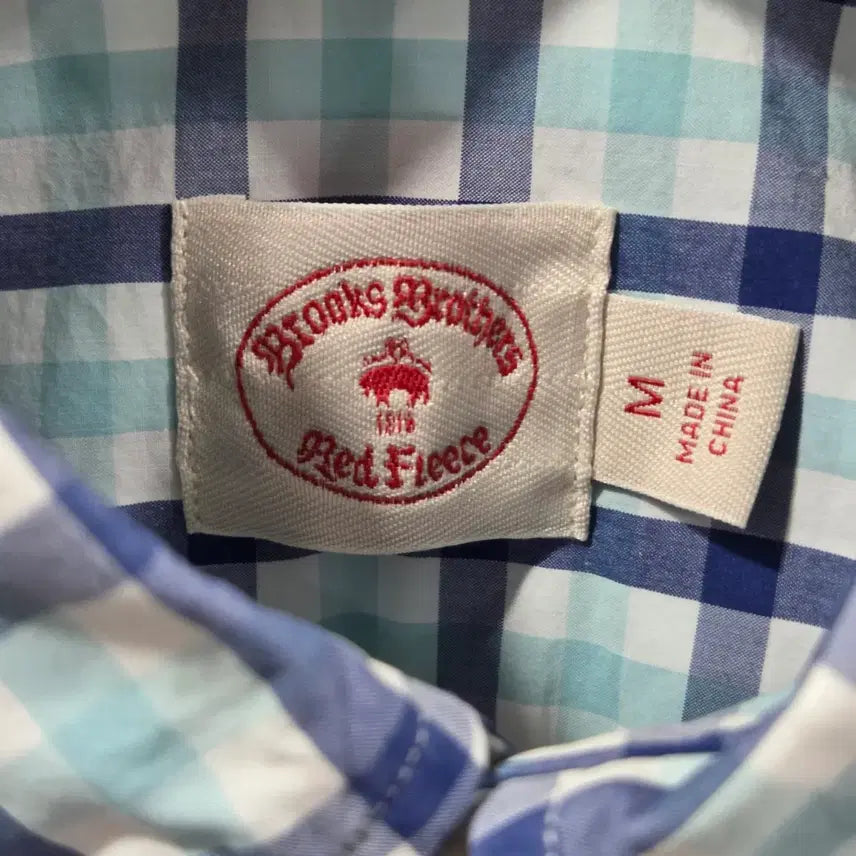 Brooks Brothers
1818
Red Fleece
M
MADE IN
CHINA